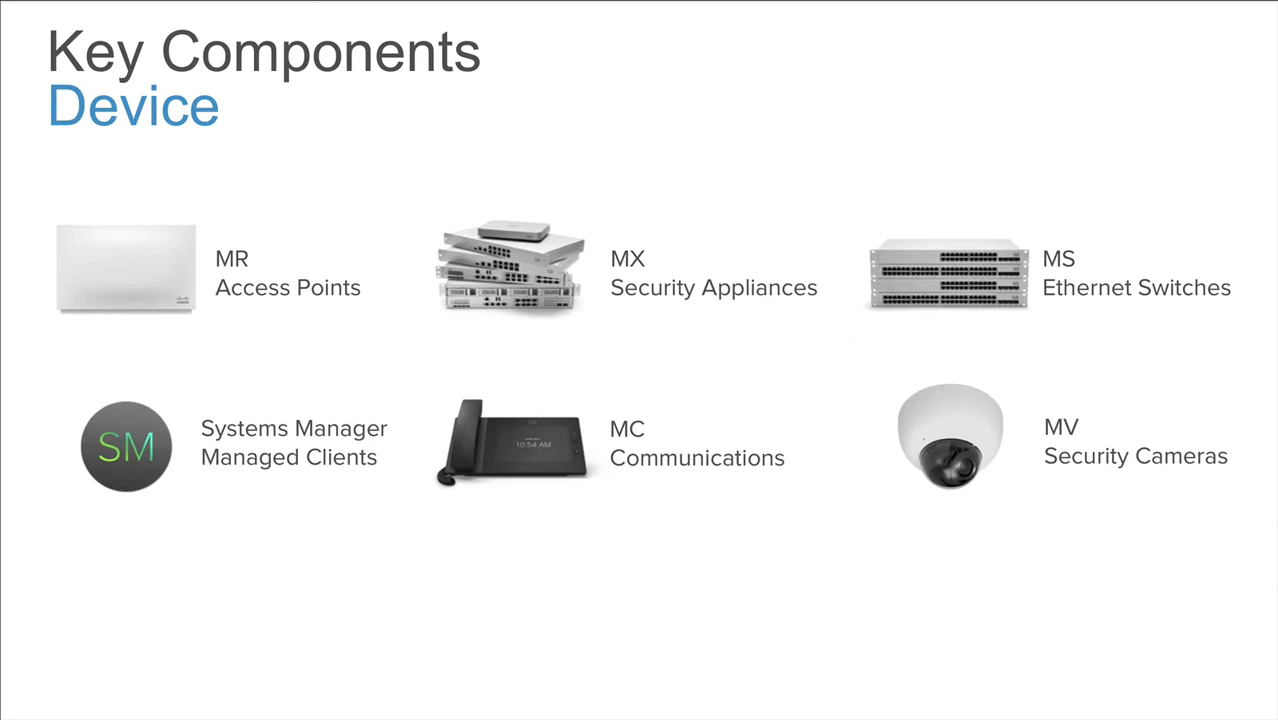 Key Components
Device
MR
Access Points
MX
Security Appliances
MS
Ethernet Switches
SM
Systems Manager
Managed Clients
10:54 AM
MC
Communications
MV
Security Cameras